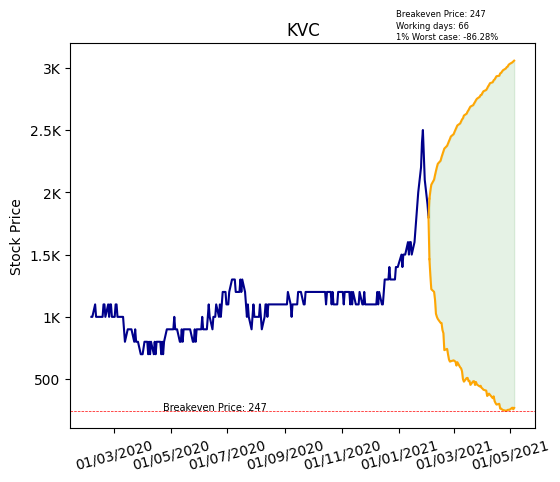 Breakeven Price: 247
Working days: 66
1% Worst case: -86.28%
KVC
Stock Price
3K
2.5K
2K
1.5K
1K
500
Breakeven Price: 247
01/03/2020 01/05/2020 01/07/2020 01/09/2020 01/11/2020 01/01/2021 01/03/2021 01/05/2021